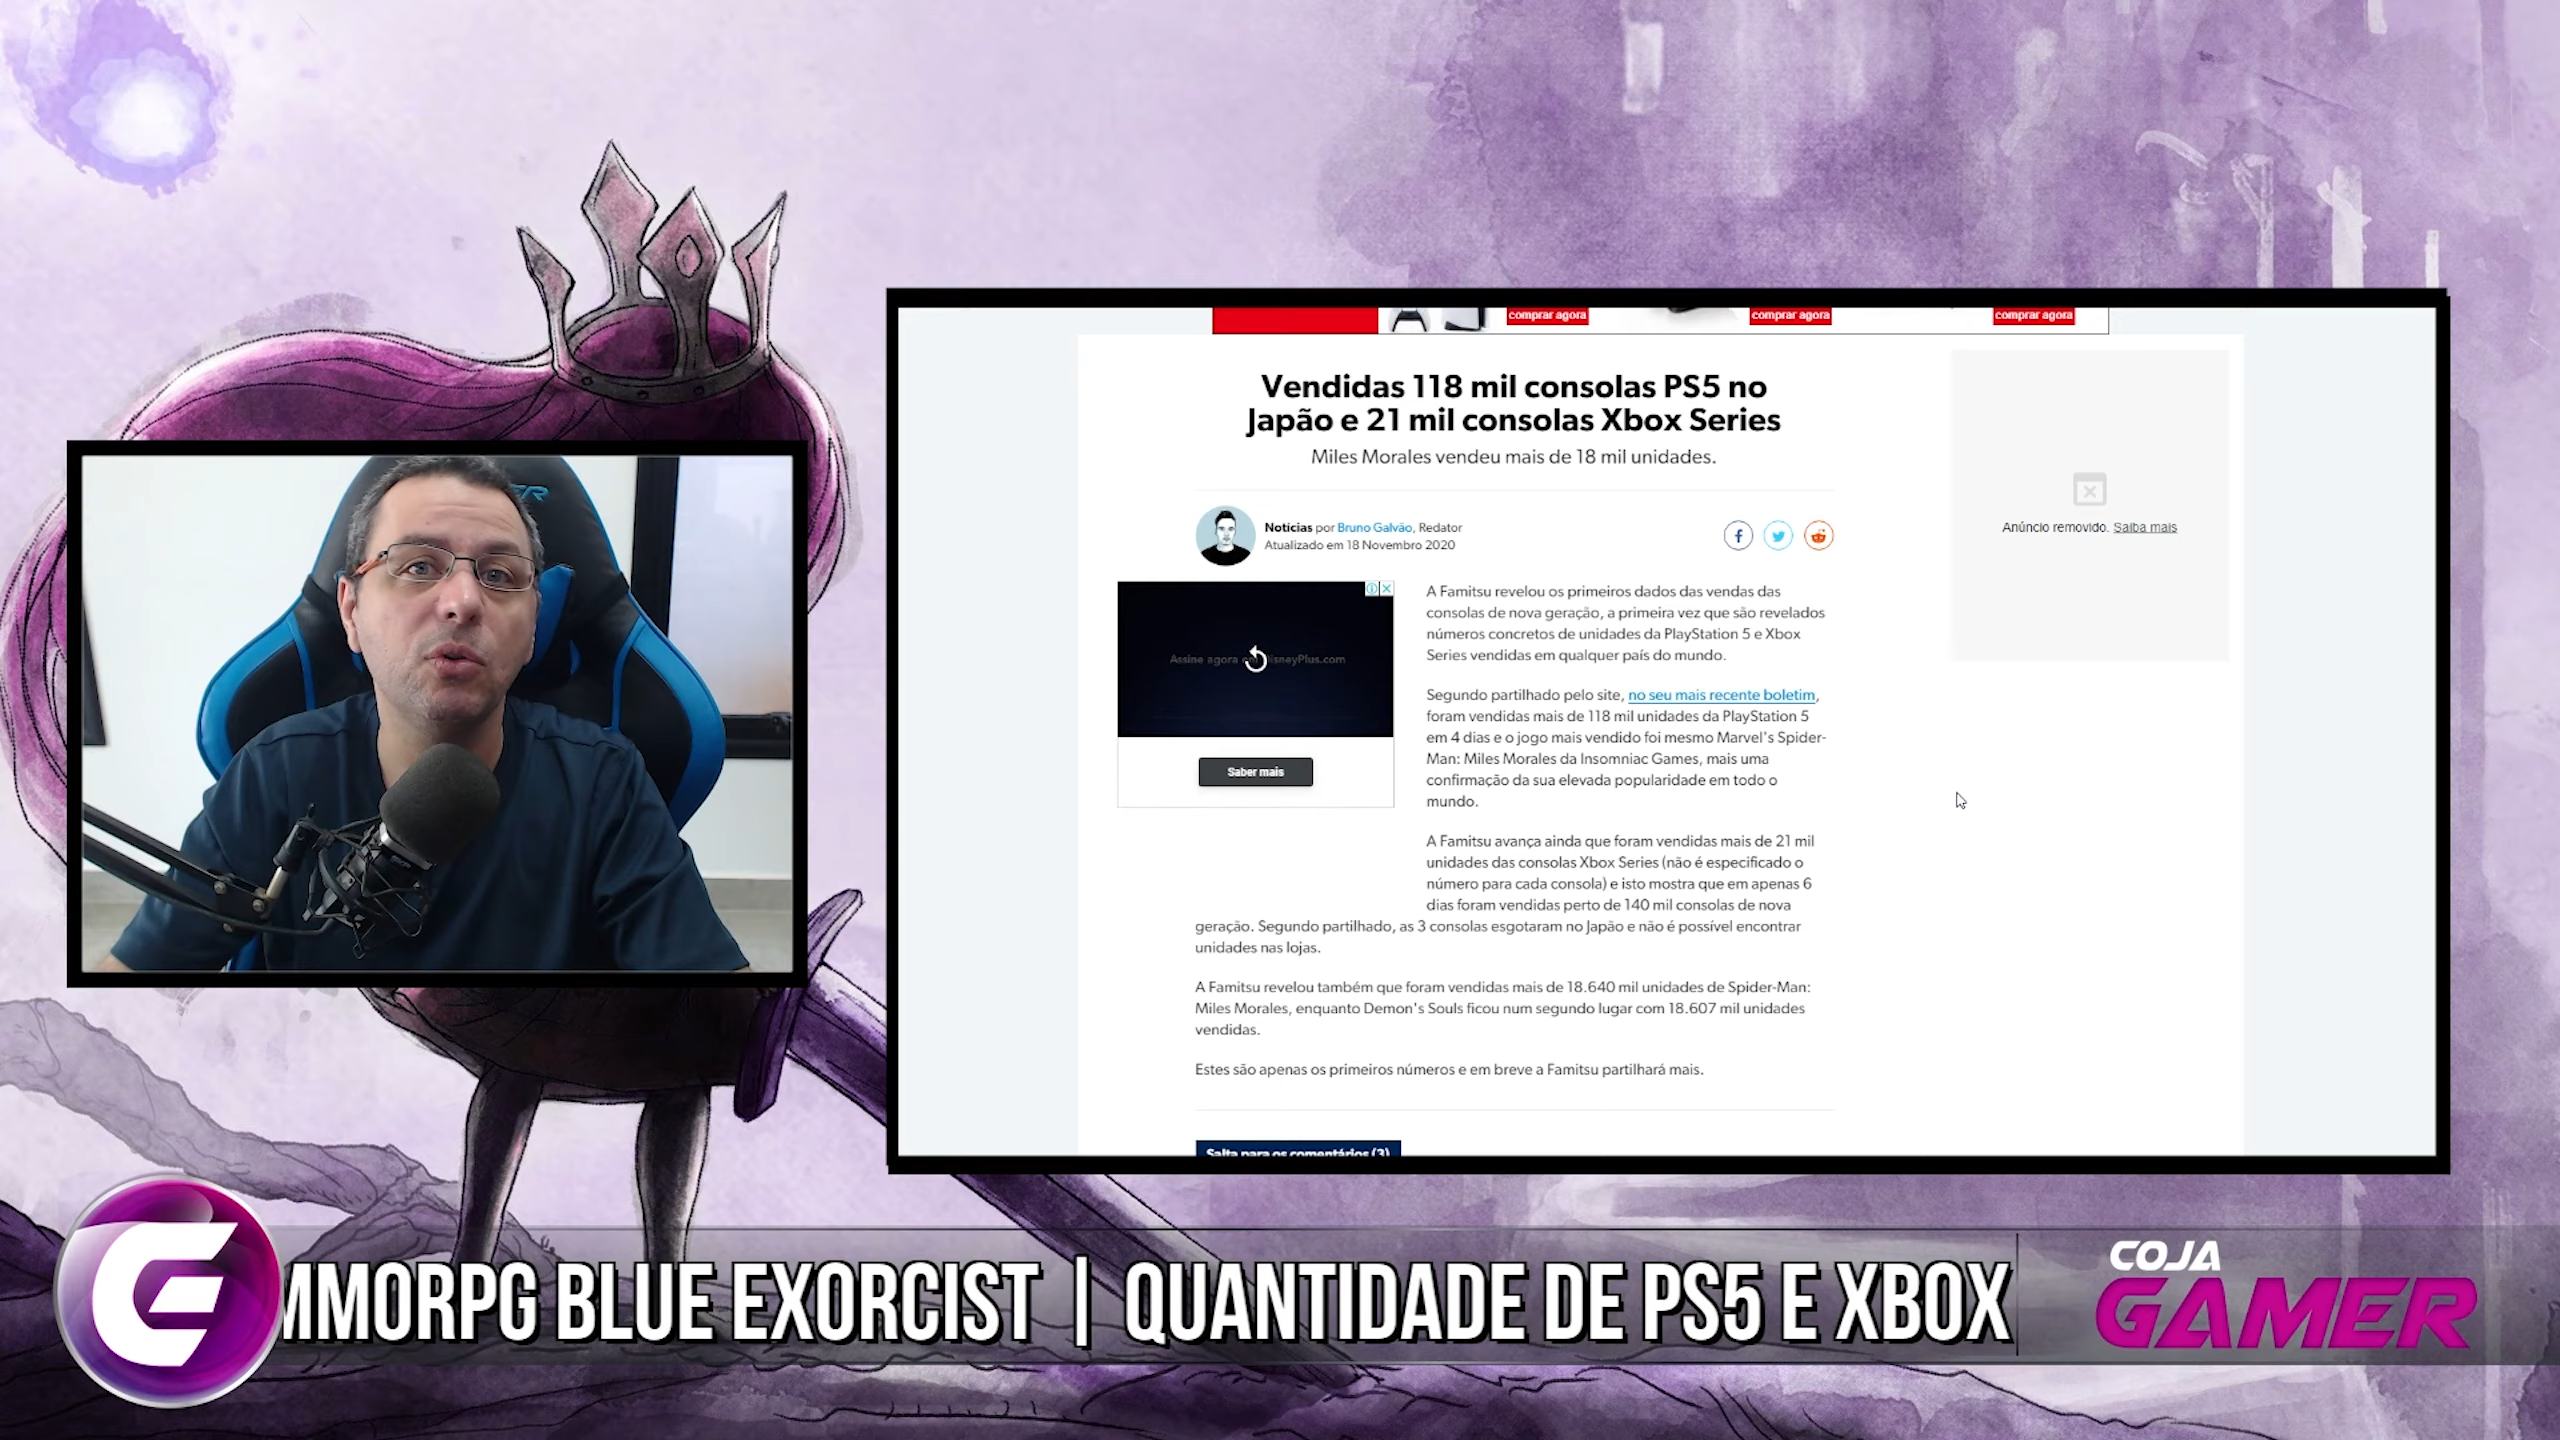 comprar agora
comprar agora
comprar agora
Vendidas 118 mil consolas PS5 no
Japão e 21 mil consolas Xbox Series
Miles Morales vendeu mais de 18 mil unidades.
Notícias por Bruno Galvão, Redator
Atualizado em 18 Novembro 2020
Anúncio removido. Saiba mais
Assine agora em DisneyPlus.com
Saber mais
A Famitsu revelou os primeiros dados das vendas das
consolas de nova geração, a primeira vez que são revelados
números concretos de unidades da PlayStation 5 e Xbox
Series vendidas em qualquer país do mundo.
Segundo partilhado pelo site, no seu mais recente boletim,
foram vendidas mais de 118 mil unidades da PlayStation 5
em 4 dias e o jogo mais vendido foi mesmo Marvel's Spider-
Man: Miles Morales da Insomniac Games, mais uma
confirmação da sua elevada popularidade em todo o
mundo.
A Famitsu avança ainda que foram vendidas mais de 21 mil
unidades das consolas Xbox Series (não é especificado o
número para cada consola) e isto mostra que em apenas 6
dias foram vendidas perto de 140 mil consolas de nova
geração. Segundo partilhado, as 3 consolas esgotaram no Japão e não é possível encontrar
unidades nas lojas.
A Famitsu revelou também que foram vendidas mais de 18.640 mil unidades de Spider-Man:
Miles Morales, enquanto Demon's Souls ficou num segundo lugar com 18.607 mil unidades
vendidas.
Estes são apenas os primeiros números e em breve a Famitsu partilhará mais.
Salta para os comentários (3)
MMORPG BLUE EXORCIST | QUANTIDADE DE PS5 E XBOX
COJA
GAMER